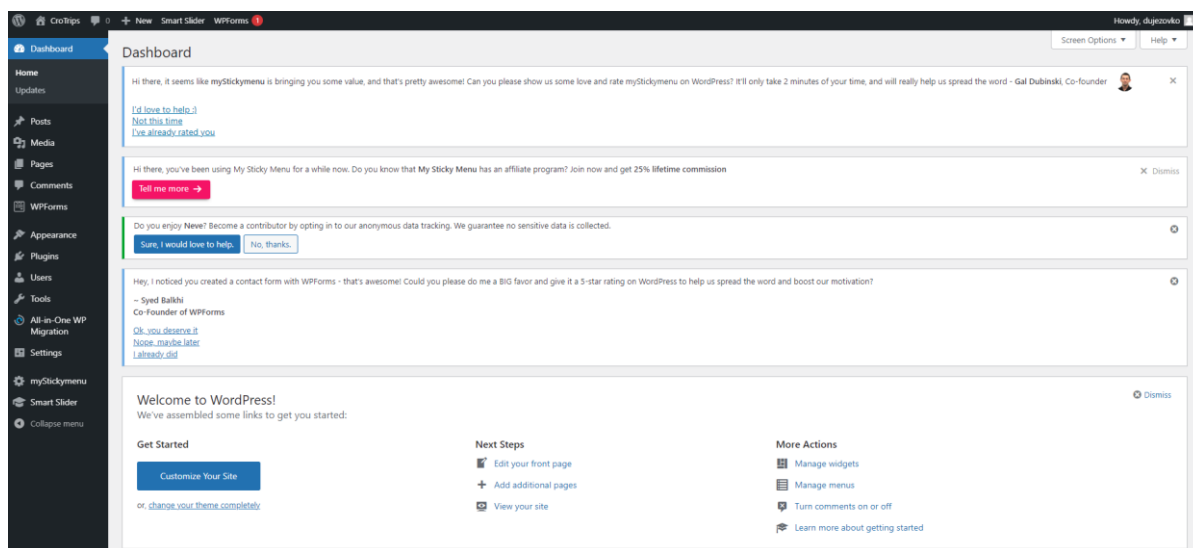 CroTrips 0 + New Smart Slider WPForms 1 Howdy, dujezovko
Dashboard
Home
Updates
Posts
Media
Pages
Comments
WPForms
Appearance
Plugins
Users
Tools
All-in-One WP
Migration
Settings
myStickymenu
Smart Slider
Collapse menu
Screen Options ▼ Help ▼
Dashboard
Hi there, it seems like myStickymenu is bringing you some value, and that's pretty awesome! Can you please show us some love and rate myStickymenu on WordPress? It'll only take 2 minutes of your time, and will really help us spread the word - Gal Dubinski, Co-founder
I'd love to help :)
Not this time
I've already rated you
Hi there, you've been using My Sticky Menu for a while now. Do you know that My Sticky Menu has an affiliate program? Join now and get 25% lifetime commission
Dismiss
Tell me more →
Do you enjoy Neve? Become a contributor by opting in to our anonymous data tracking. We guarantee no sensitive data is collected.
Sure, I would love to help. No, thanks.
Hey, I noticed you created a contact form with WPForms - that's awesome! Could you please do me a BIG favor and give it a 5-star rating on WordPress to help us spread the word and boost our motivation?
~ Syed Balkhi
Co-Founder of WPForms
Ok, you deserve it
Nope, maybe later
I already did
Welcome to WordPress!
Dismiss
We've assembled some links to get you started:
Get Started
Customize Your Site
or, change your theme completely
Next Steps
Edit your front page
Add additional pages
View your site
More Actions
Manage widgets
Manage menus
Turn comments on or off
Learn more about getting started